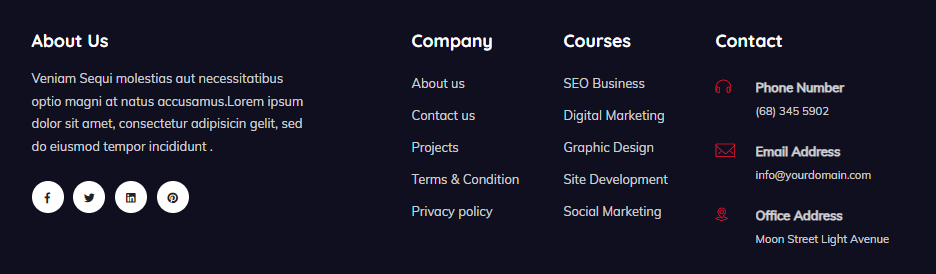 About Us
Veniam Sequi molestias aut necessitatibus
optio magni at natus accusamus.Lorem ipsum
dolor sit amet, consectetur adipisicin gelit, sed
do eiusmod tempor incididunt .
Company
About us
Contact us
Projects
Terms & Condition
Privacy policy
Courses
SEO Business
Digital Marketing
Graphic Design
Site Development
Social Marketing
Contact
Phone Number
(68) 345 5902
Email Address
info@yourdomain.com
Office Address
Moon Street Light Avenue